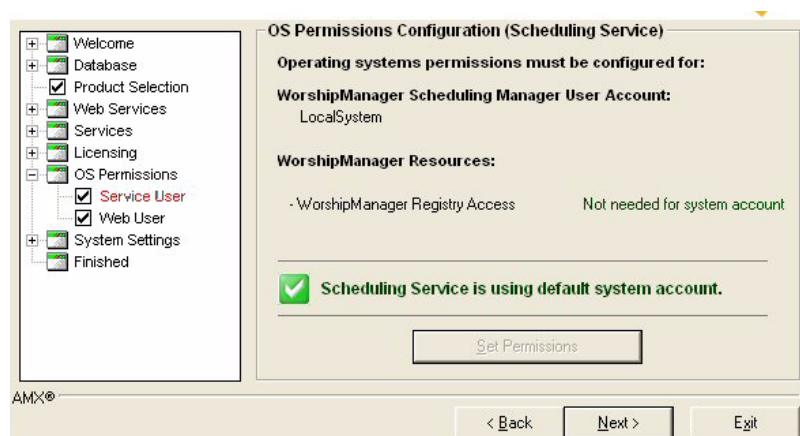 Welcome
Database
Product Selection
Web Services
Services
Licensing
OS Permissions
Service User
Web User
System Settings
Finished
OS Permissions Configuration (Scheduling Service)
Operating systems permissions must be configured for:
WorshipManager Scheduling Manager User Account:
LocalSystem
WorshipManager Resources:
- WorshipManager Registry Access Not needed for system account
Scheduling Service is using default system account.
Set Permissions
AMX®
< Back Next > Exit